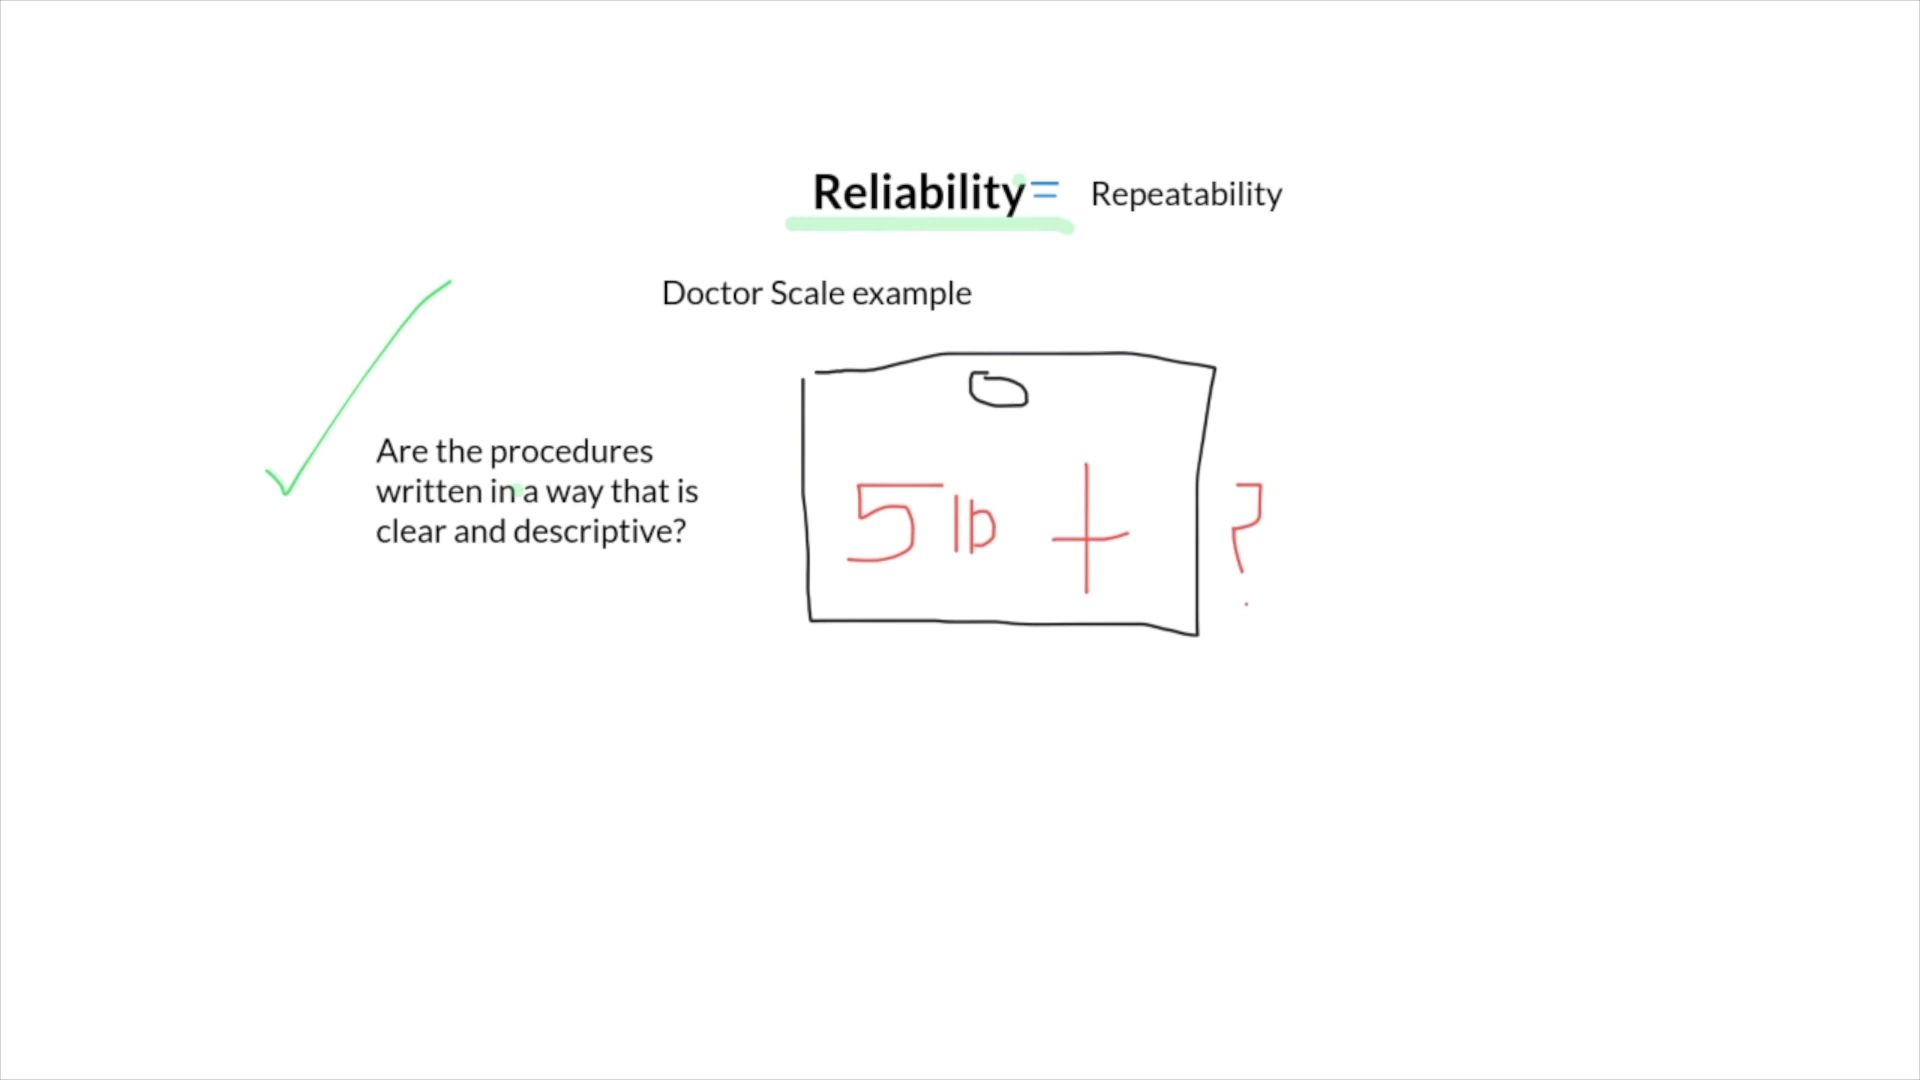 Reliability = Repeatability
Doctor Scale example
Are the procedures
written in a way that is
clear and descriptive?
5 lb + ?